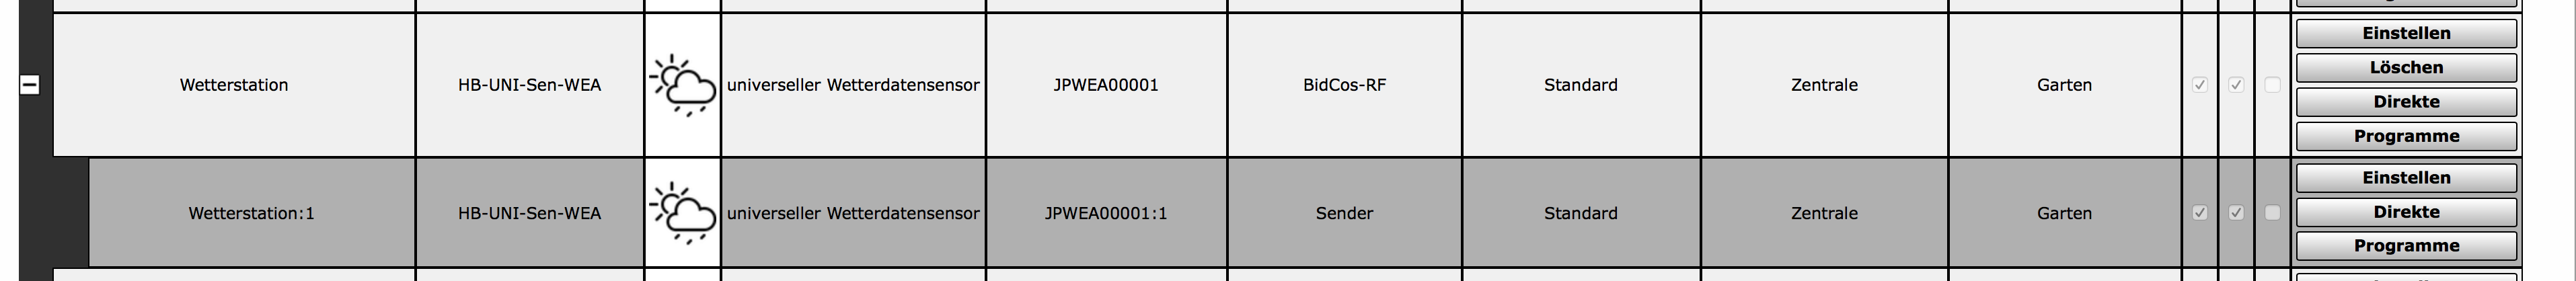 Wetterstation HB-UNI-Sen-WEA universeller Wetterdatensensor JPWEA00001 BidCos-RF Standard Zentrale Garten
Einstellen
Löschen
Direkte
Programme
Wetterstation:1 HB-UNI-Sen-WEA universeller Wetterdatensensor JPWEA00001:1 Sender Standard Zentrale Garten
Einstellen
Direkte
Programme